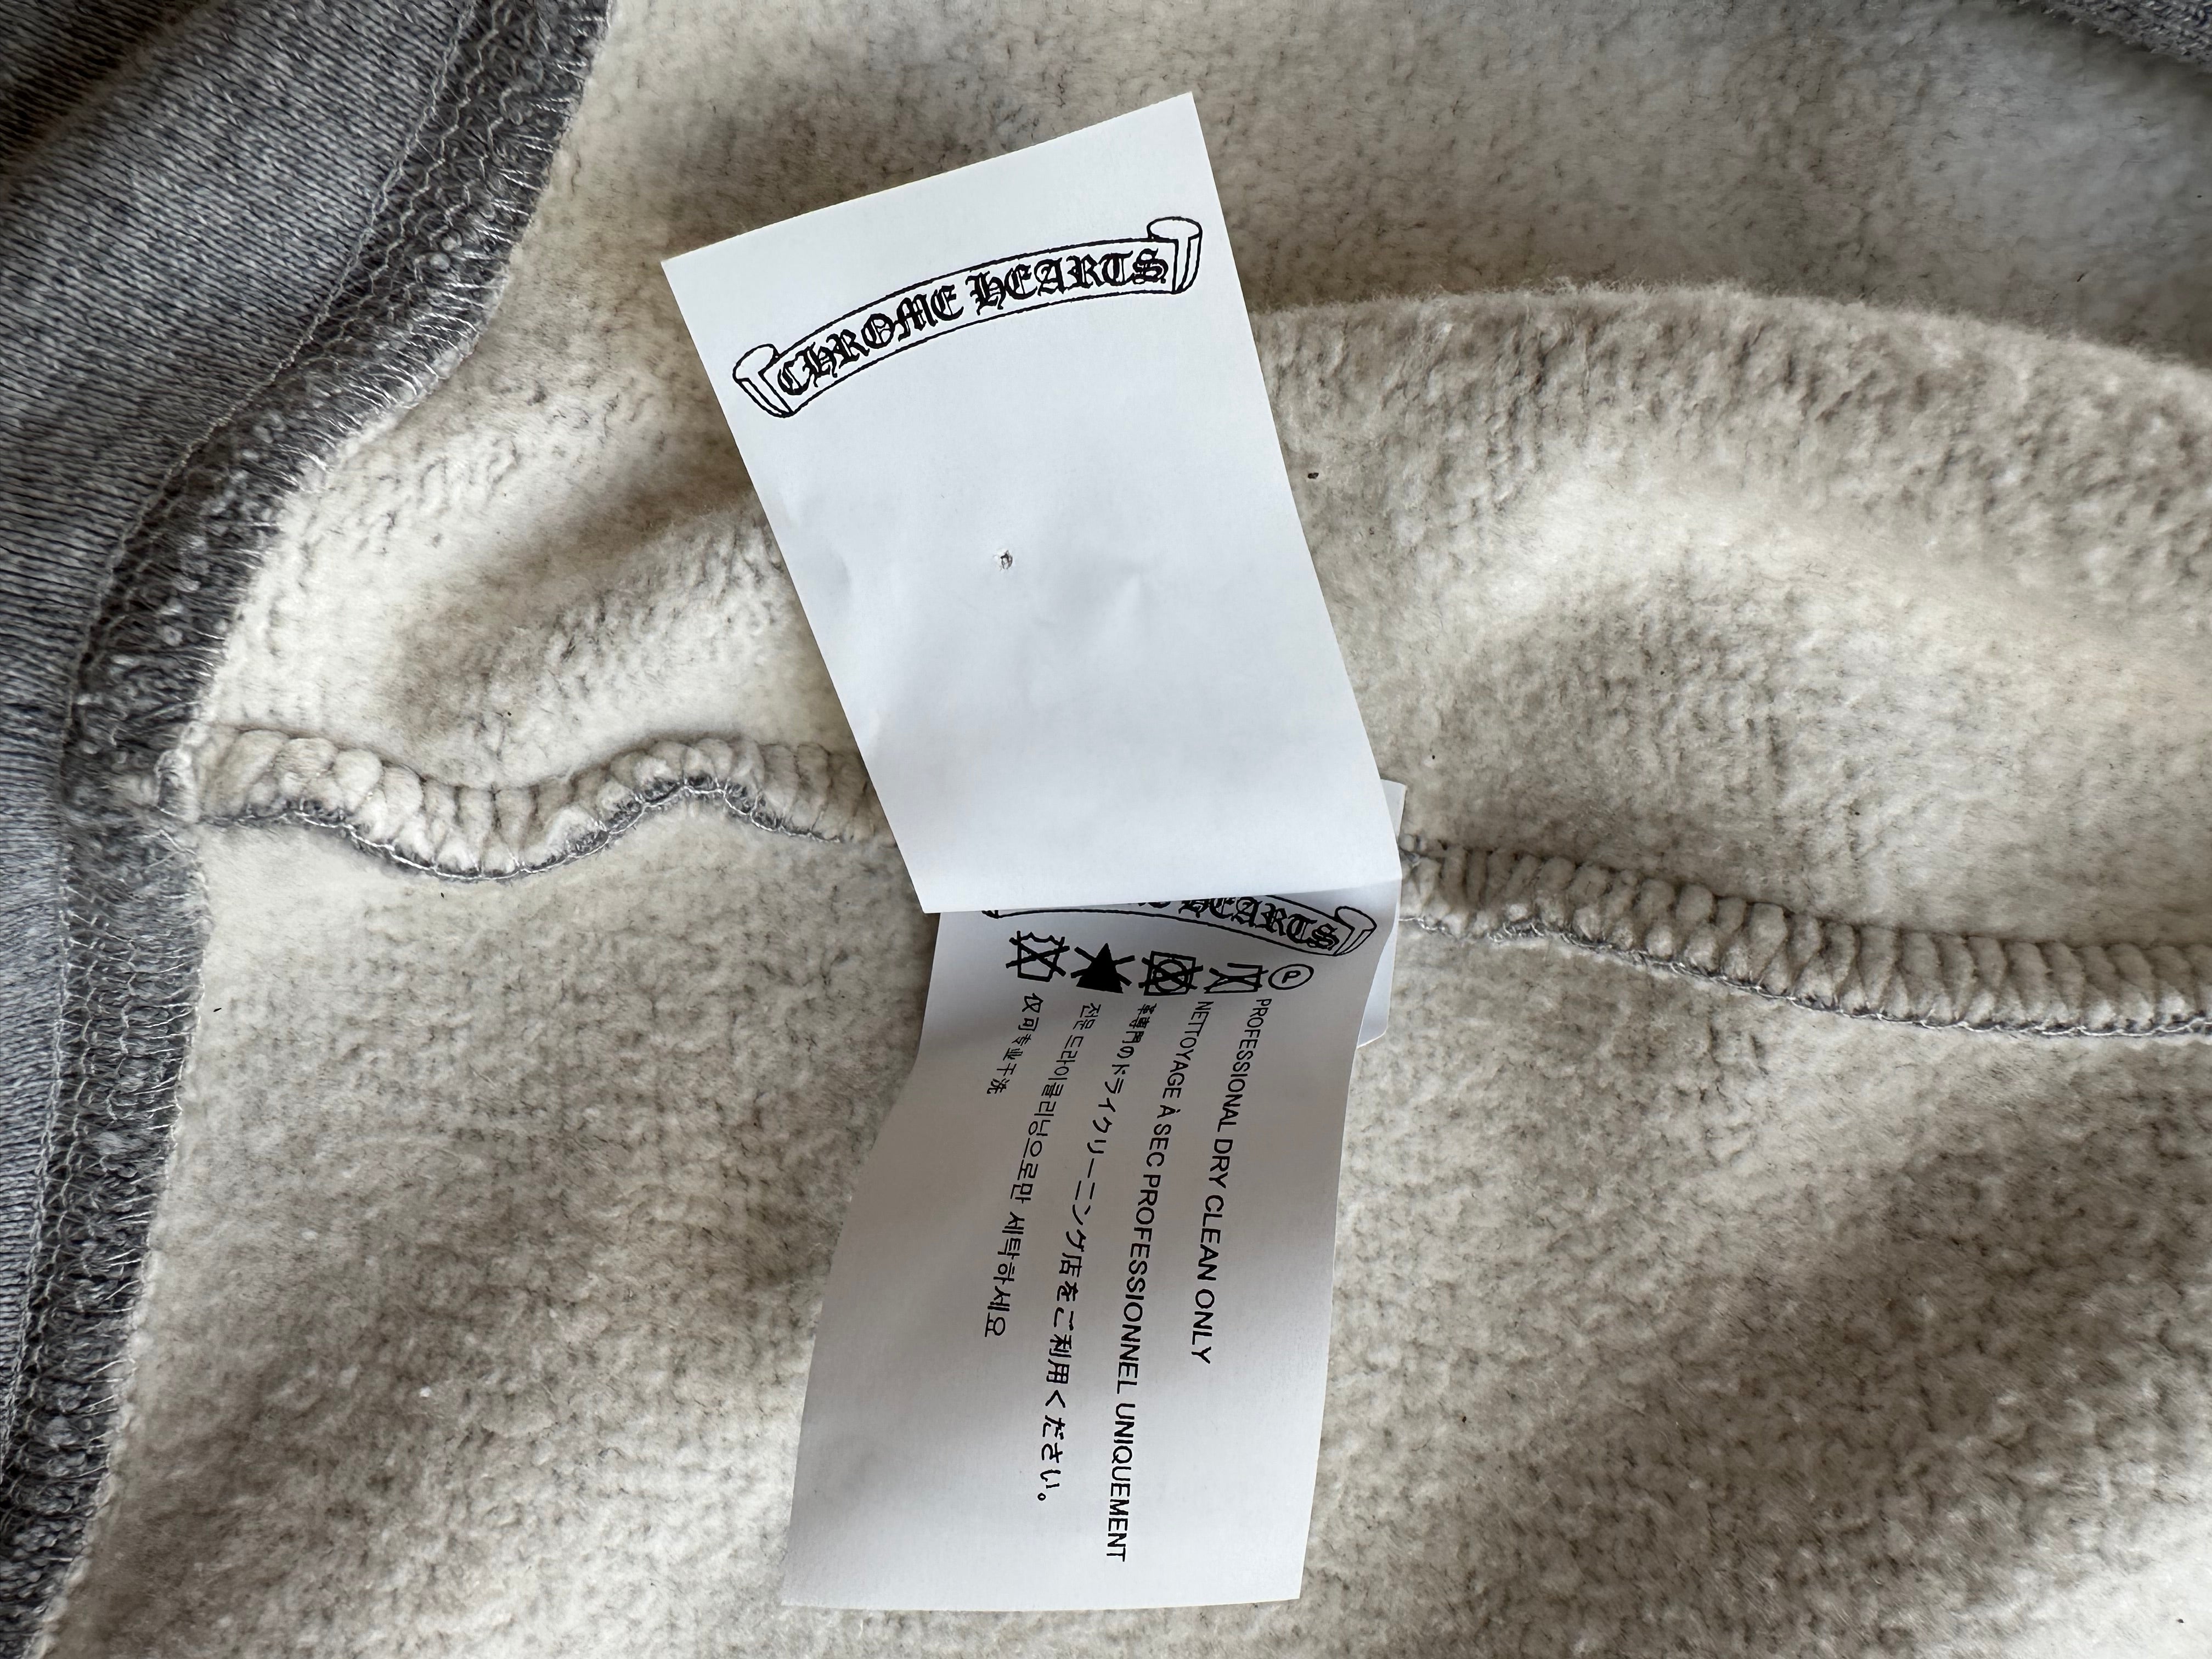 CHROME HEARTS
HEARTS
P
PROFESSIONAL DRY CLEAN ONLY
NETTOYAGE À SEC PROFESSIONNEL UNIQUEMENT
革専門のドライクリーニング店をご利用ください。
전문 드라이클리닝으로만 세탁하세요
仅可专业干洗